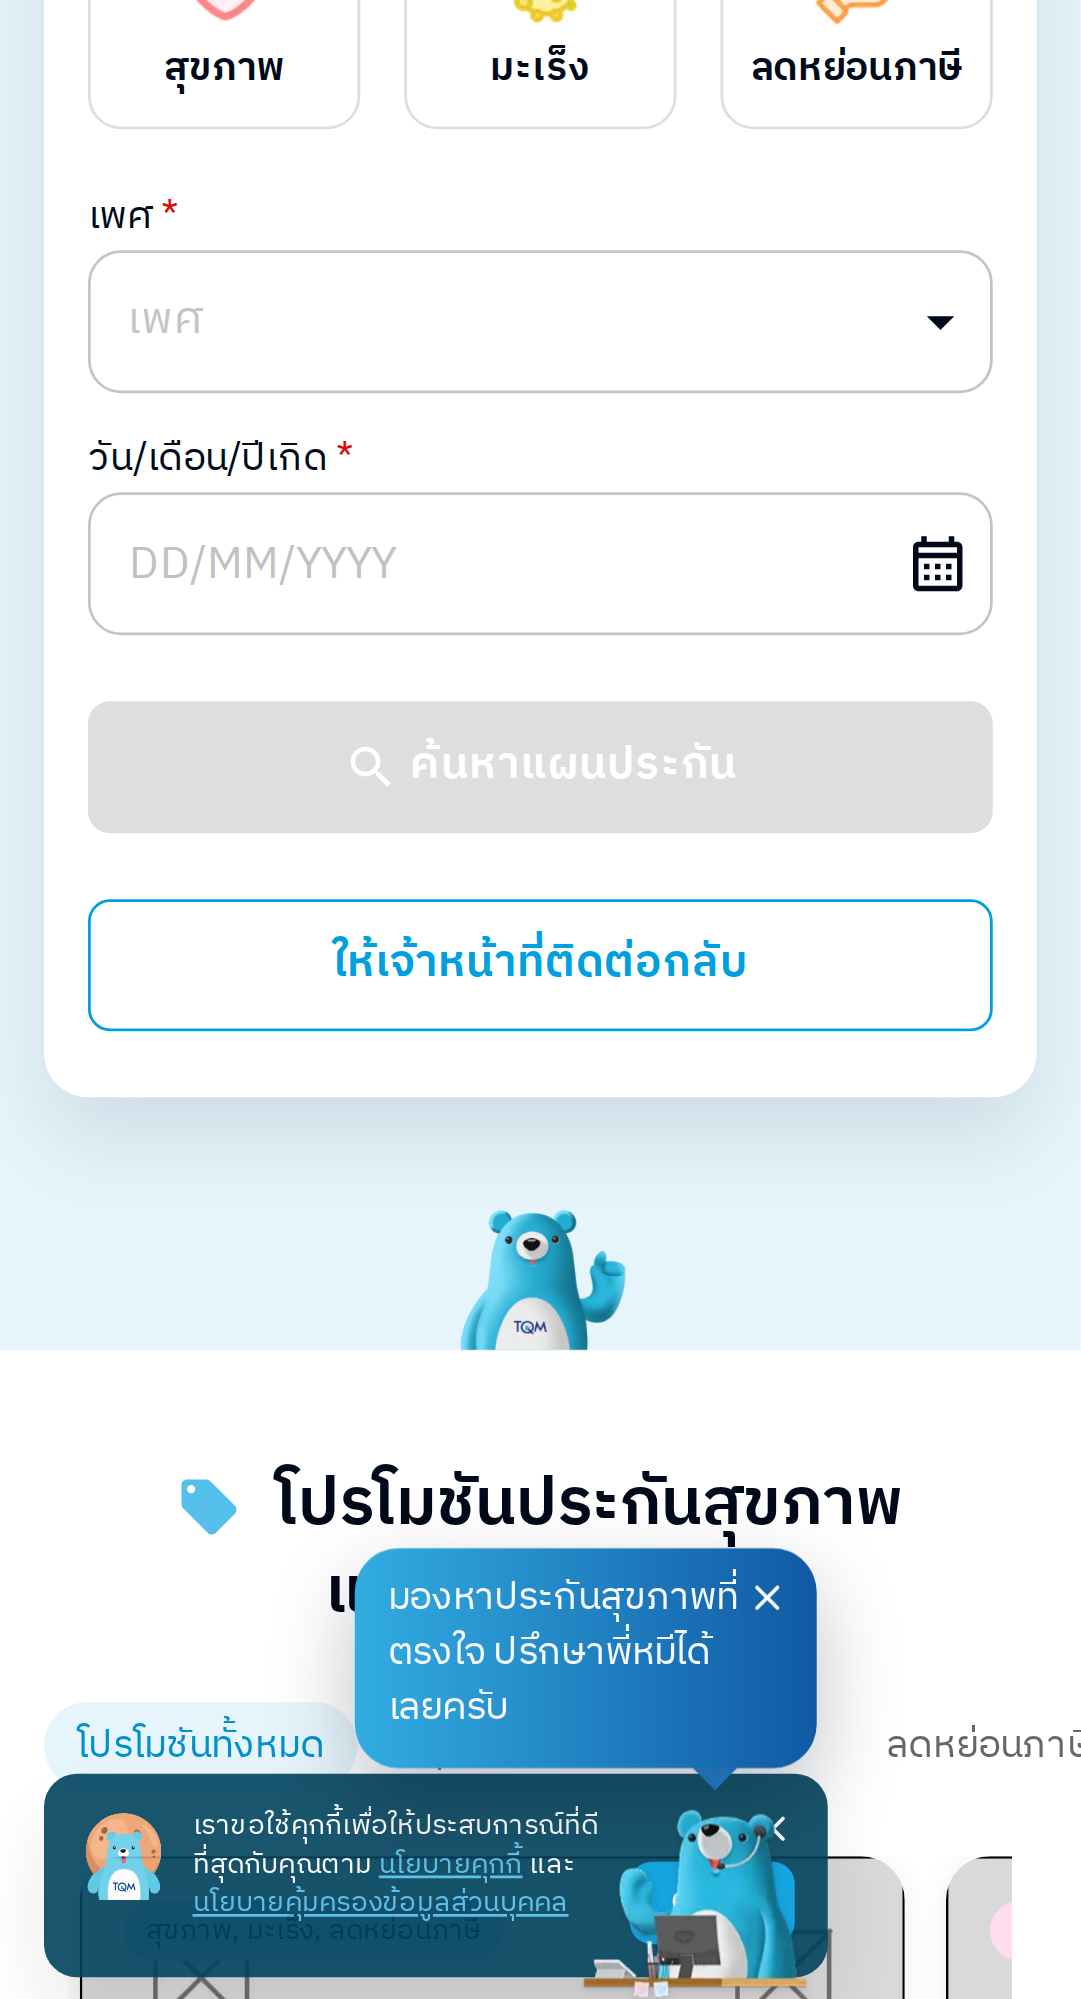 สุขภาพ
มะเร็ง
ลดหย่อนภาษี
เพศ *
เพศ
วัน/เดือน/ปีเกิด *
DD/MM/YYYY
ค้นหาแผนประกัน
ให้เจ้าหน้าที่ติดต่อกลับ
TQM
โปรโมชันประกันสุขภาพ
มองหาประกันสุขภาพที่
ตรงใจ ปรึกษาพี่หมีได้
เลยครับ
โปรโมชันทั้งหมด
ลดหย่อนภาษี
เราขอใช้คุกกี้เพื่อให้ประสบการณ์ที่ดี
ที่สุดกับคุณตาม นโยบายคุกกี้ และ
นโยบายคุ้มครองข้อมูลส่วนบุคคล
TQM
สุขภาพ, มะเร็ง, ลดหย่อนภาษี